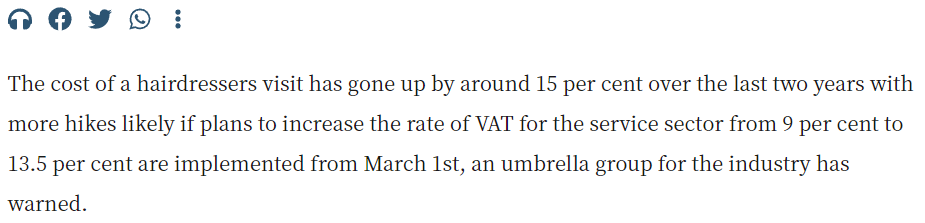 The cost of a hairdressers visit has gone up by around 15 per cent over the last two years with
more hikes likely if plans to increase the rate of VAT for the service sector from 9 per cent to
13.5 per cent are implemented from March 1st, an umbrella group for the industry has
warned.